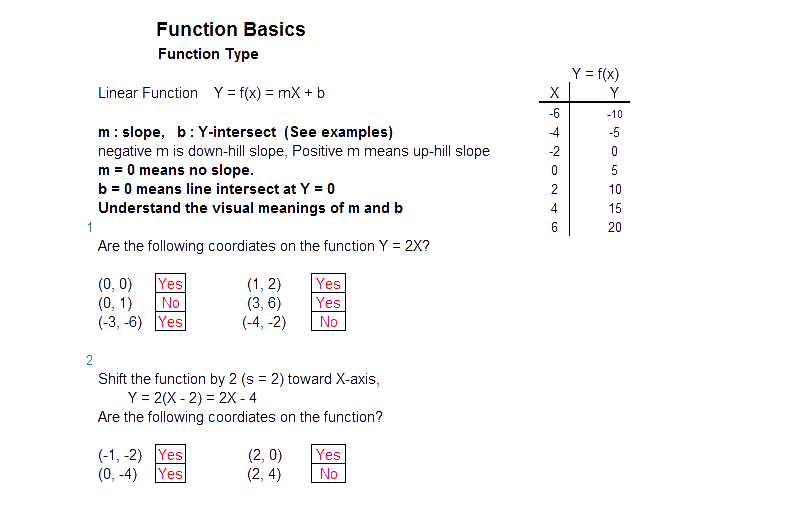 Function Basics
Function Type
Y = f(x)
Linear Function Y = f(x) = mX + b
X Y
-6 -10
m : slope, b : Y-intersect (See examples)
-4 -5
negative m is down-hill slope, Positive m means up-hill slope
-2 0
m = 0 means no slope.
0 5
b = 0 means line intersect at Y = 0
2 10
Understand the visual meanings of m and b
4 15
1
6 20
Are the following coordiates on the function Y = 2X?
(0, 0) Yes (1, 2) Yes
(0, 1) No (3, 6) Yes
(-3, -6) Yes (-4, -2) No
2
Shift the function by 2 (s = 2) toward X-axis,
Y = 2(X - 2) = 2X - 4
Are the following coordiates on the function?
(-1, -2) Yes (2, 0) Yes
(0, -4) Yes (2, 4) No